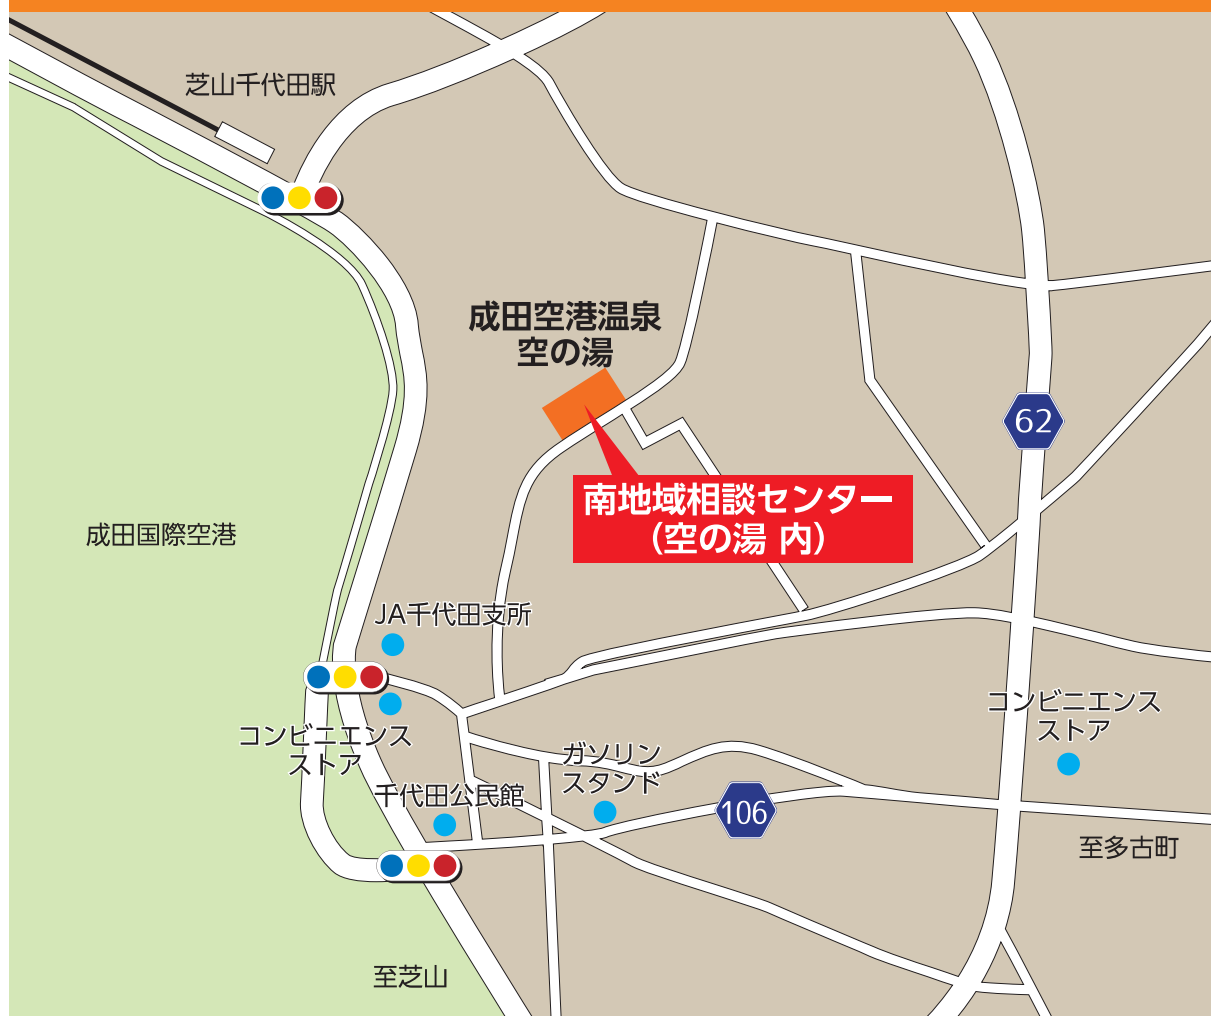 芝山千代田駅
成田空港温泉
空の湯
62
南地域相談センター
（空の湯 内）
成田国際空港
JA千代田支所
コンビニエンス
ストア
コンビニエンス
ストア
ガソリン
スタンド
千代田公民館
106
至多古町
至芝山